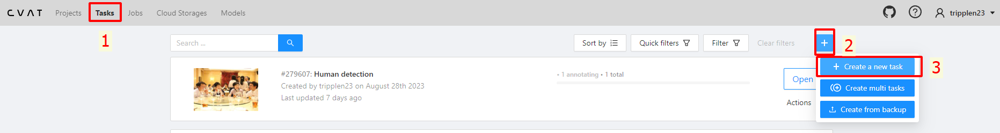 CVAT Projects Tasks Jobs Cloud Storages Models tripplen23
1
Search ... Sort by Quick filters Filter Clear filters + 2
+ Create a new task 3
#279607: Human detection • 1 annotating • 1 total Open
Created by tripplen23 on August 28th 2023
Create multi tasks
Last updated 7 days ago
Actions
Create from backup